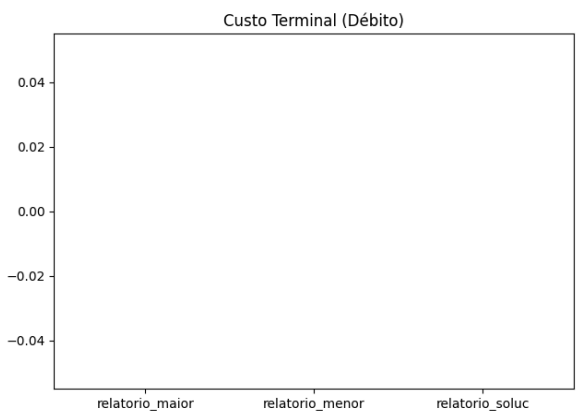 Custo Terminal (Débito)
0.04
0.02
0.00
−0.02
−0.04
relatorio_maior relatorio_menor relatorio_soluc